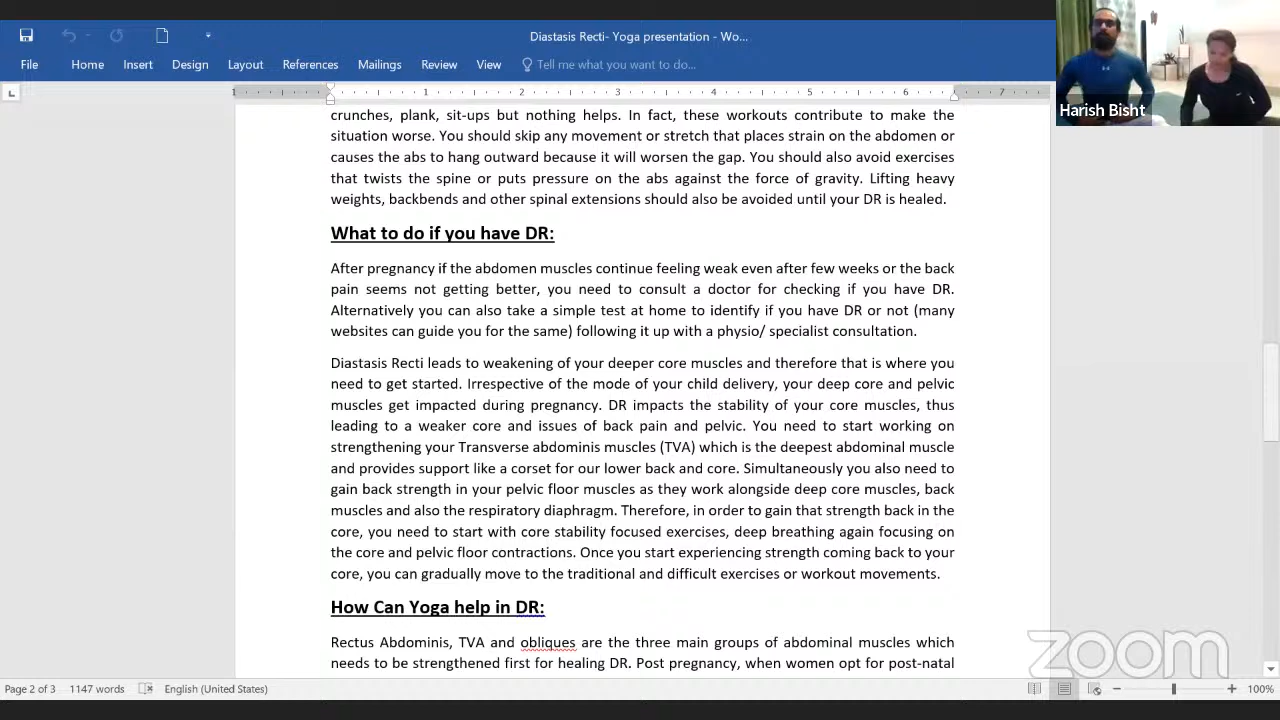 Diastasis Recti- Yoga presentation - Wo...
File Home Insert Design Layout References Mailings Review View Tell me what you want to do...
Harish Bisht
1 1 2 3 4 5 6 7
crunches, plank, sit-ups but nothing helps. In fact, these workouts contribute to make the
situation worse. You should skip any movement or stretch that places strain on the abdomen or
causes the abs to hang outward because it will worsen the gap. You should also avoid exercises
that twists the spine or puts pressure on the abs against the force of gravity. Lifting heavy
weights, backbends and other spinal extensions should also be avoided until your DR is healed.
What to do if you have DR:
After pregnancy if the abdomen muscles continue feeling weak even after few weeks or the back
pain seems not getting better, you need to consult a doctor for checking if you have DR.
Alternatively you can also take a simple test at home to identify if you have DR or not (many
websites can guide you for the same) following it up with a physio/ specialist consultation.
Diastasis Recti leads to weakening of your deeper core muscles and therefore that is where you
need to get started. Irrespective of the mode of your child delivery, your deep core and pelvic
muscles get impacted during pregnancy. DR impacts the stability of your core muscles, thus
leading to a weaker core and issues of back pain and pelvic. You need to start working on
strengthening your Transverse abdominis muscles (TVA) which is the deepest abdominal muscle
and provides support like a corset for our lower back and core. Simultaneously you also need to
gain back strength in your pelvic floor muscles as they work alongside deep core muscles, back
muscles and also the respiratory diaphragm. Therefore, in order to gain that strength back in the
core, you need to start with core stability focused exercises, deep breathing again focusing on
the core and pelvic floor contractions. Once you start experiencing strength coming back to your
core, you can gradually move to the traditional and difficult exercises or workout movements.
How Can Yoga help in DR:
Rectus Abdominis, TVA and obliques are the three main groups of abdominal muscles which
needs to be strengthened first for healing DR. Post pregnancy, when women opt for post-natal
zoom
Page 2 of 3 1147 words English (United States) 100%